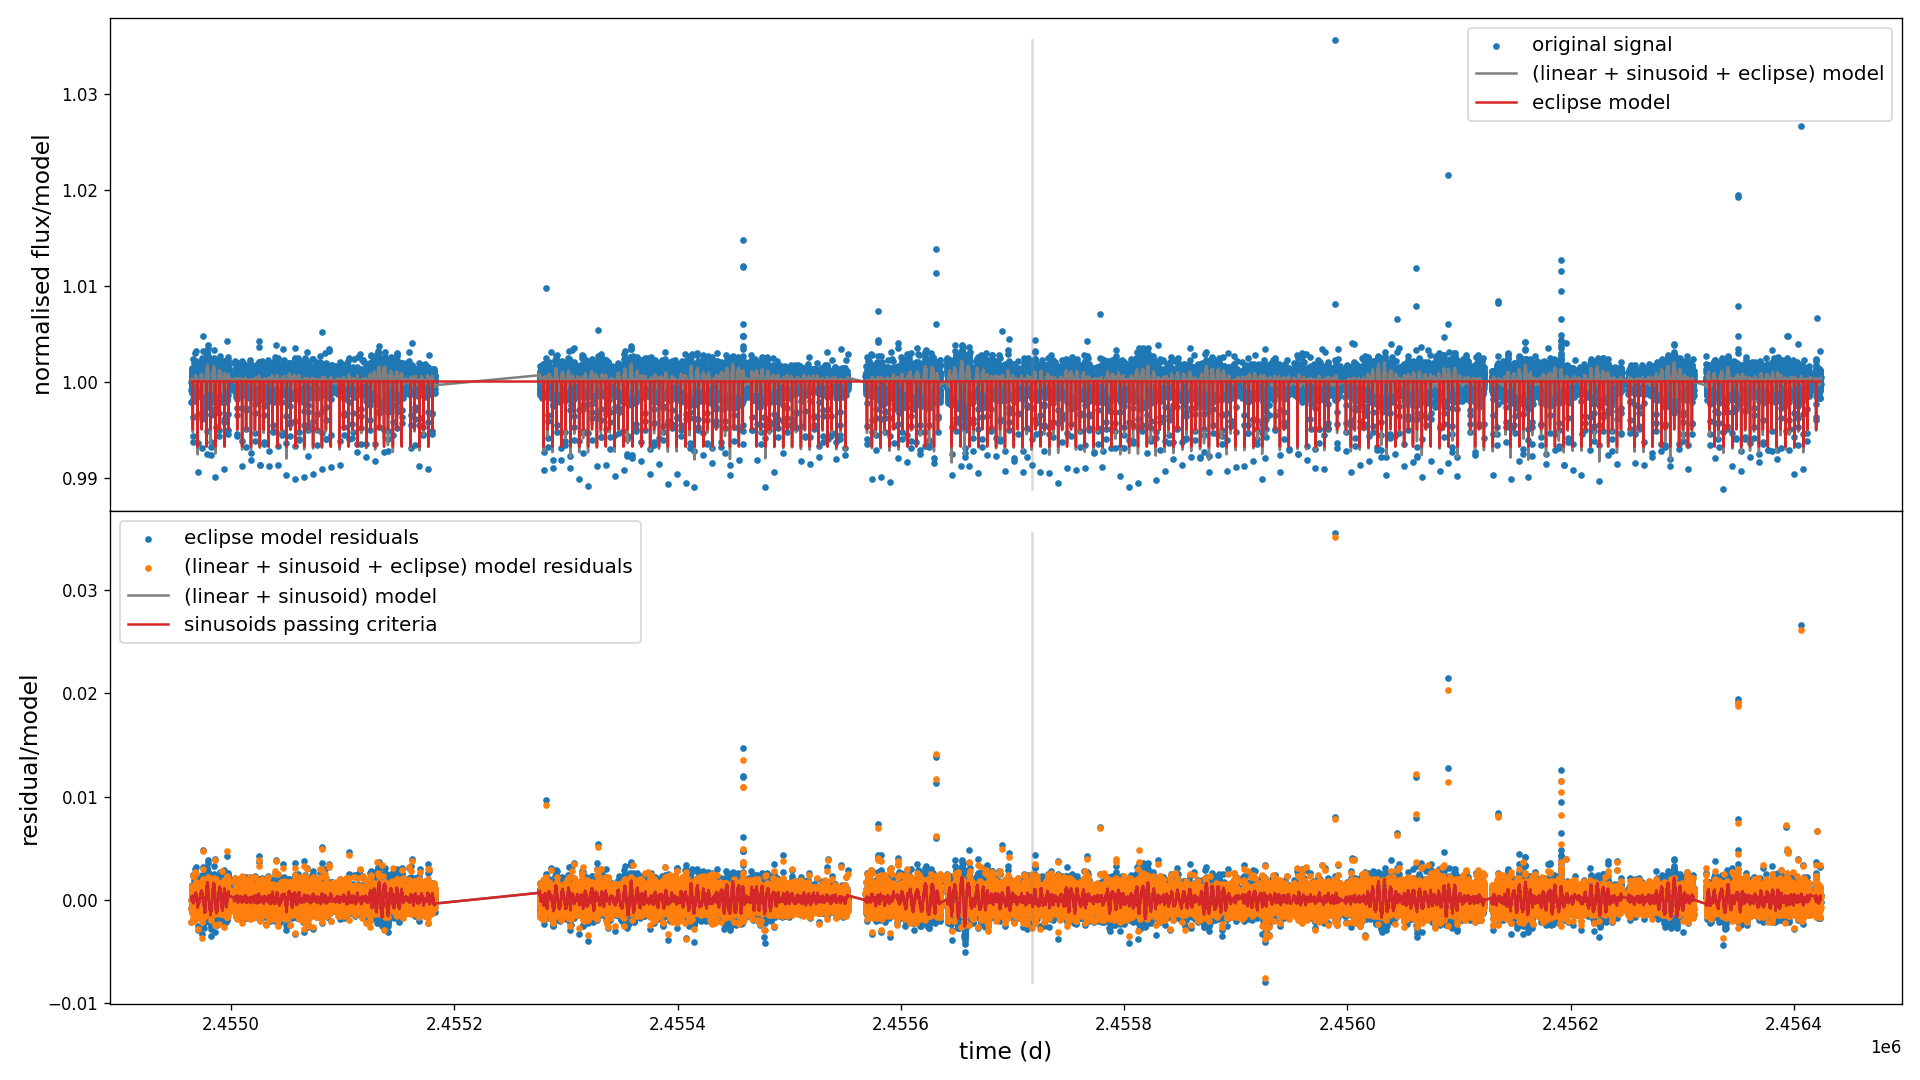 normalised flux/model
1.03
1.02
1.01
1.00
0.99
original signal
(linear + sinusoid + eclipse) model
eclipse model
residual/model
0.03
0.02
0.01
0.00
−0.01
eclipse model residuals
(linear + sinusoid + eclipse) model residuals
(linear + sinusoid) model
sinusoids passing criteria
2.4550 2.4552 2.4554 2.4556 2.4558 2.4560 2.4562 2.4564
1e6
time (d)